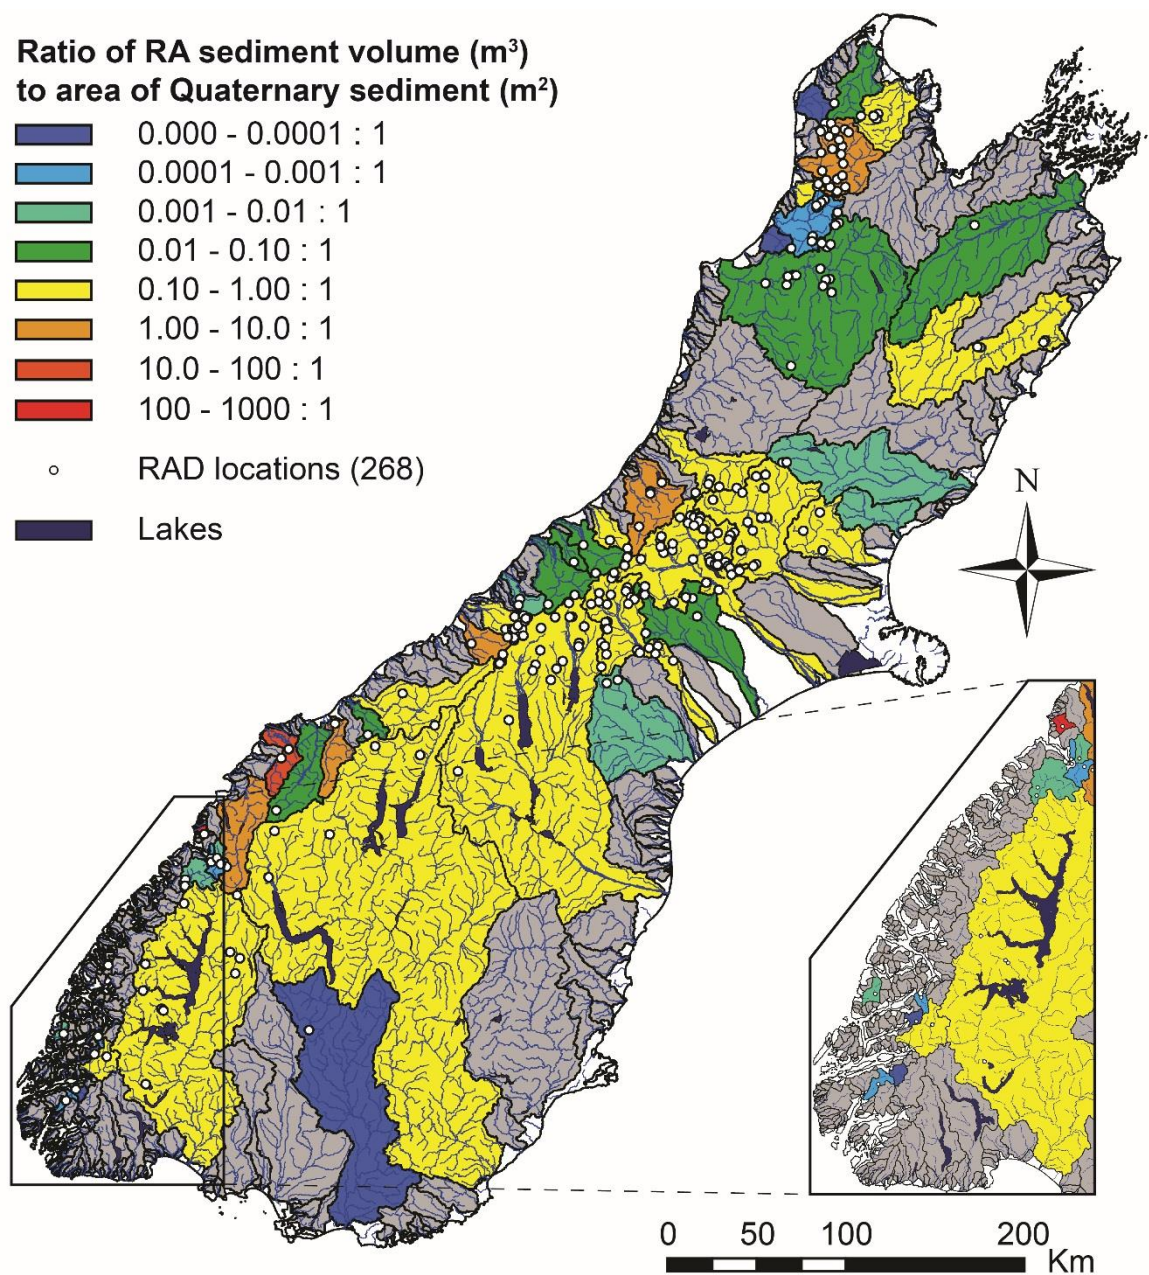 Ratio of RA sediment volume (m³)
to area of Quaternary sediment (m²)
0.000 - 0.0001 : 1
0.0001 - 0.001 : 1
0.001 - 0.01 : 1
0.01 - 0.10 : 1
0.10 - 1.00 : 1
1.00 - 10.0 : 1
10.0 - 100 : 1
100 - 1000 : 1
RAD locations (268)
Lakes
N
0 50 100 200
Km